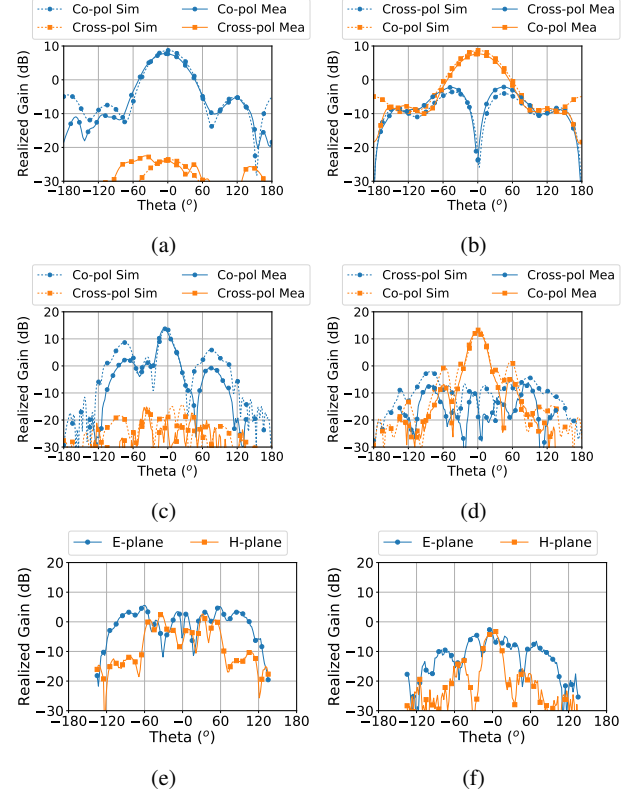 Co-pol Sim Co-pol Mea
Cross-pol Sim Cross-pol Mea
20
10
0
−10
−20
−30
−180 −120 −60 0 60 120 180
Realized Gain (dB)
Theta (°)
(a)
Cross-pol Sim Cross-pol Mea
Co-pol Sim Co-pol Mea
20
10
0
−10
−20
−30
−180 −120 −60 0 60 120 180
Realized Gain (dB)
Theta (°)
(b)
Co-pol Sim Co-pol Mea
Cross-pol Sim Cross-pol Mea
20
10
0
−10
−20
−30
−180 −120 −60 0 60 120 180
Realized Gain (dB)
Theta (°)
(c)
Cross-pol Sim Cross-pol Mea
Co-pol Sim Co-pol Mea
20
10
0
−10
−20
−30
−180 −120 −60 0 60 120 180
Realized Gain (dB)
Theta (°)
(d)
E-plane H-plane
20
10
0
−10
−20
−30
−180 −120 −60 0 60 120 180
Realized Gain (dB)
Theta (°)
(e)
E-plane H-plane
20
10
0
−10
−20
−30
−180 −120 −60 0 60 120 180
Realized Gain (dB)
Theta (°)
(f)